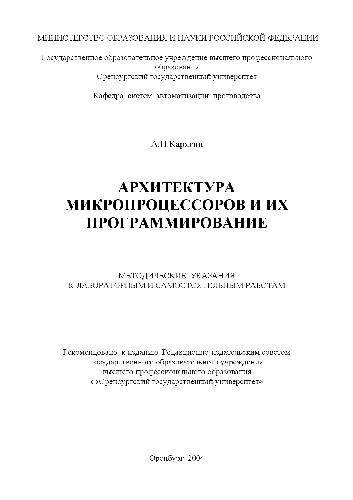 МИНИСТЕРСТВО ОБРАЗОВАНИЯ И НАУКИ РОССИЙСКОЙ ФЕДЕРАЦИИ
Государственное образовательное учреждение высшего профессионального
образования
Оренбургский государственный университет
Кафедра систем автоматизации производства
А.П.Карагин
АРХИТЕКТУРА
МИКРОПРОЦЕССОРОВ И ИХ
ПРОГРАММИРОВАНИЕ
МЕТОДИЧЕСКИЕ УКАЗАНИЯ
К ЛАБОРАТОРНЫМ И САМОСТОЯТЕЛЬНЫМ РАБОТАМ
Рекомендовано к изданию Редакционно-издательским советом
государственного образовательного учреждения
высшего профессионального образования
«Оренбургский государственный университет»
Оренбург 2004